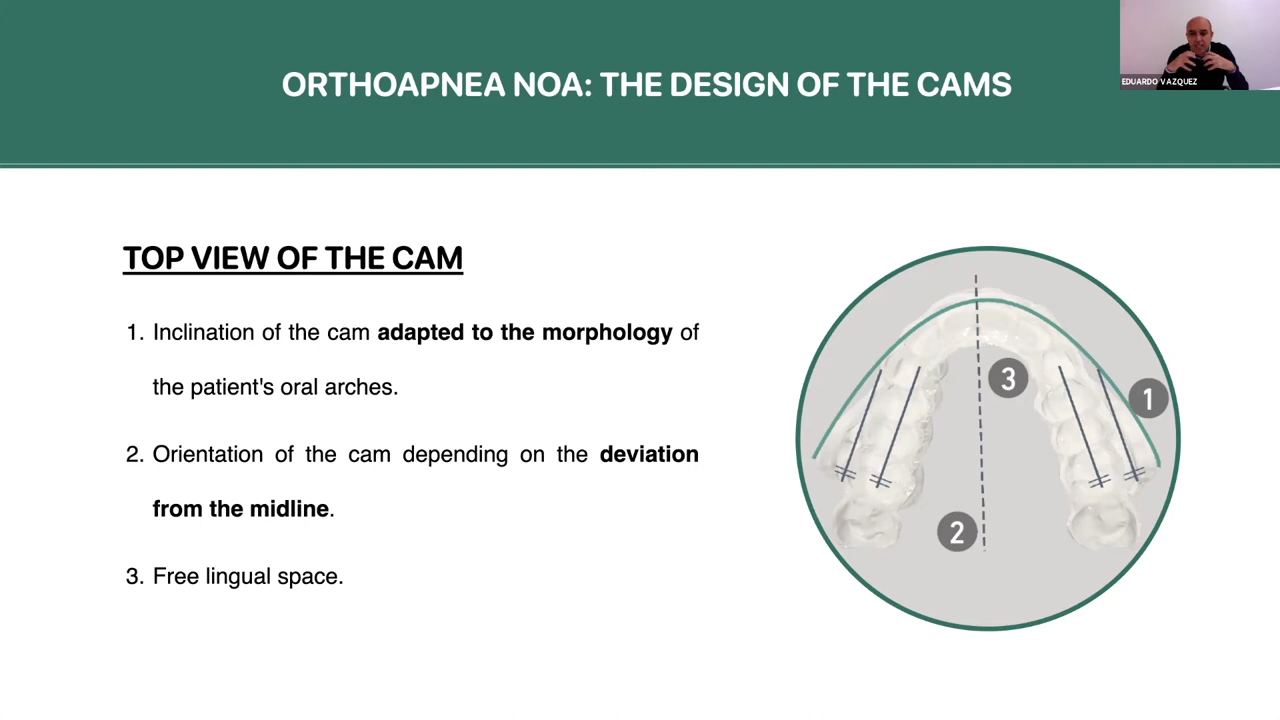 ORTHOAPNEA NOA: THE DESIGN OF THE CAMS
EDUARDO VAZQUEZ
TOP VIEW OF THE CAM
1. Inclination of the cam adapted to the morphology of
the patient's oral arches.
2. Orientation of the cam depending on the deviation
from the midline.
3. Free lingual space.
3
1
2